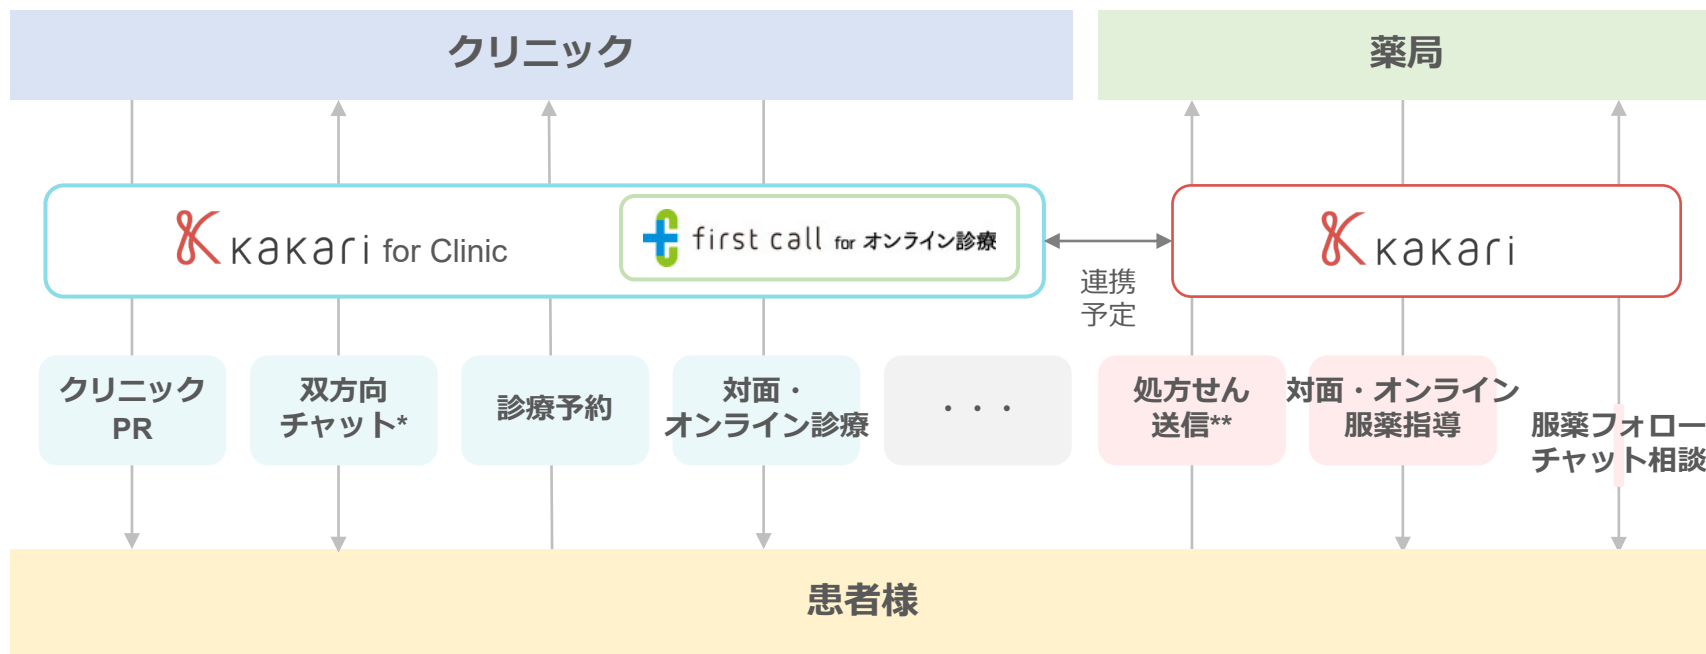 クリニック
薬局
kakari for Clinic
first call for オンライン診療
連携
予定
kakari
クリニック
PR
双方向
チャット*
診療予約
対面・
オンライン診療
・・・
処方せん
送信**
対面・オンライン
服薬指導
服薬フォロー
チャット相談
患者様